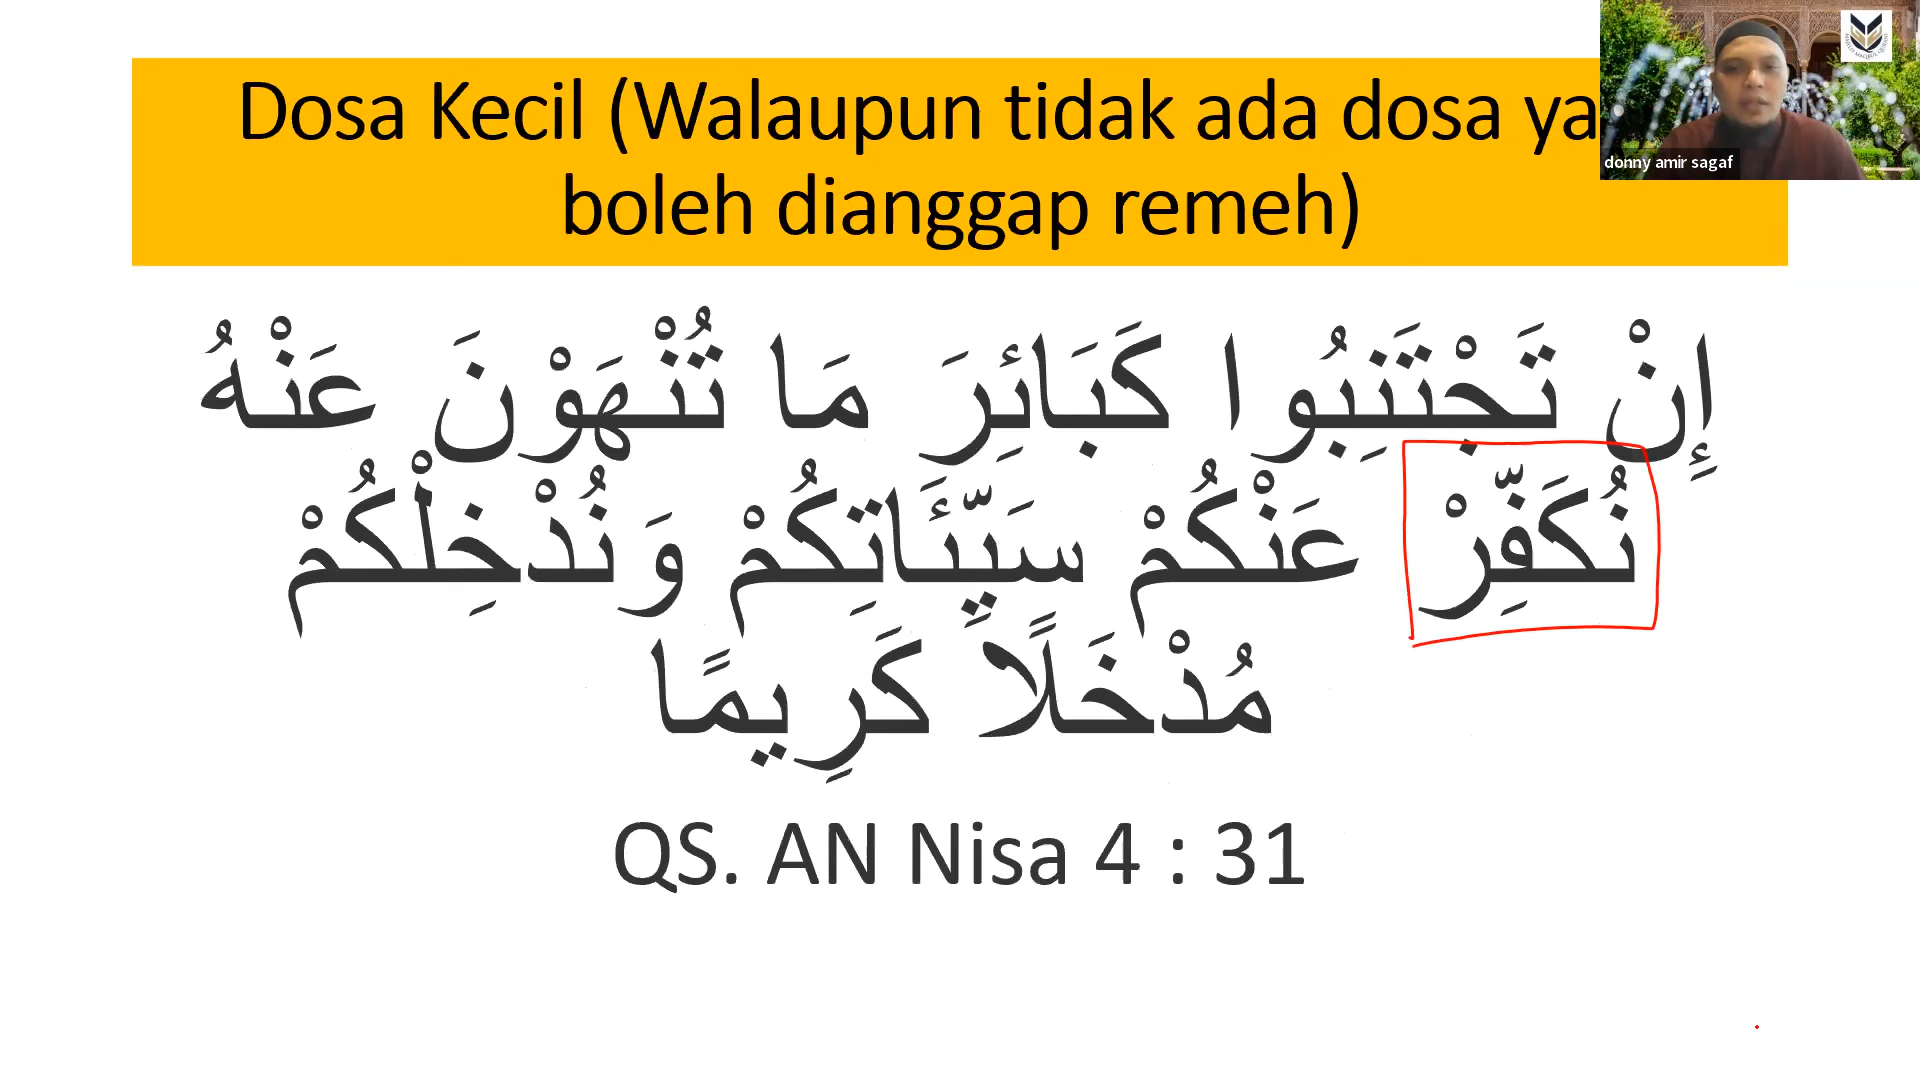 Dosa Kecil (Walaupun tidak ada dosa ya
boleh dianggap remeh)
donny amir sagaf
إِنْ تَجْتَنِبُوا كَبَائِرَ مَا تُنْهَوْنَ عَنْهُ
نُكَفِّرْ عَنْكُمْ سَيِّئَاتِكُمْ وَنُدْخِلْكُمْ
مُدْخَلًا كَرِيمًا
QS. AN Nisa 4 : 31